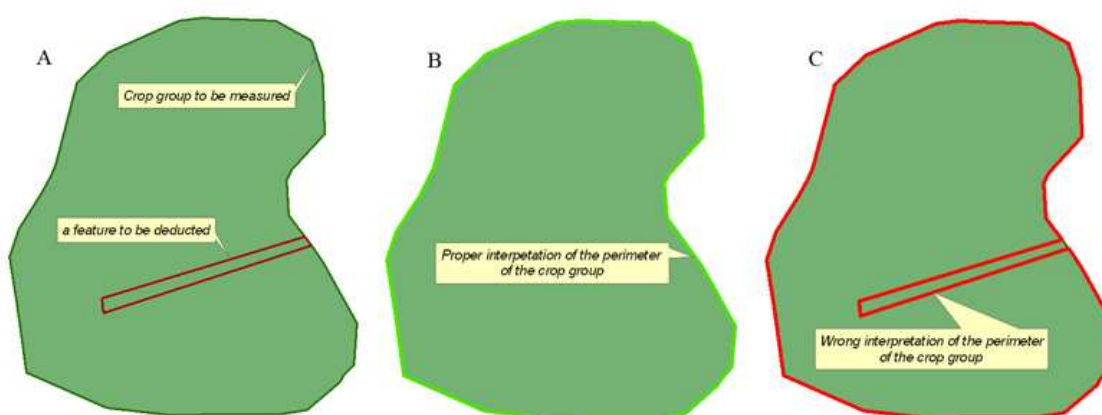 A
Crop group to be measured
a feature to be deducted
B
Proper interpetation of the perimeter
of the crop group
C
Wrong interpretation of the perimeter
of the crop group